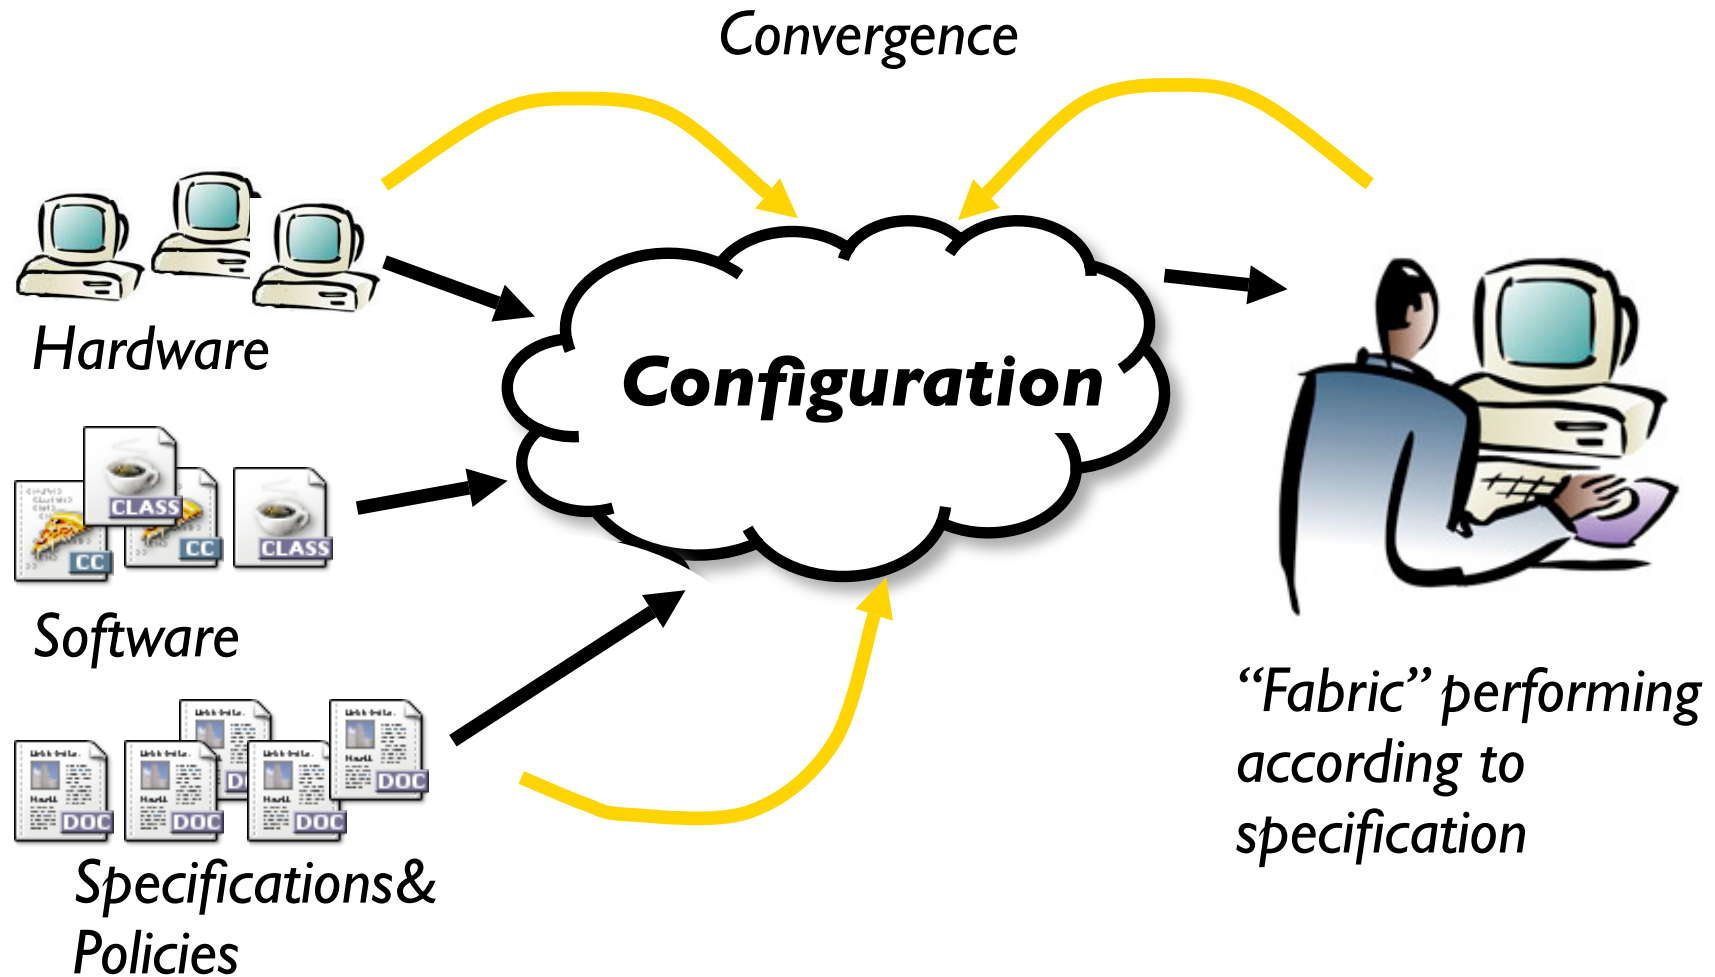 Convergence
Hardware
Configuration
CLASS
CC
CC
CLASS
Software
DOC
DOC
DOC
DOC
Specifications&
Policies
“Fabric” performing
according to
specification